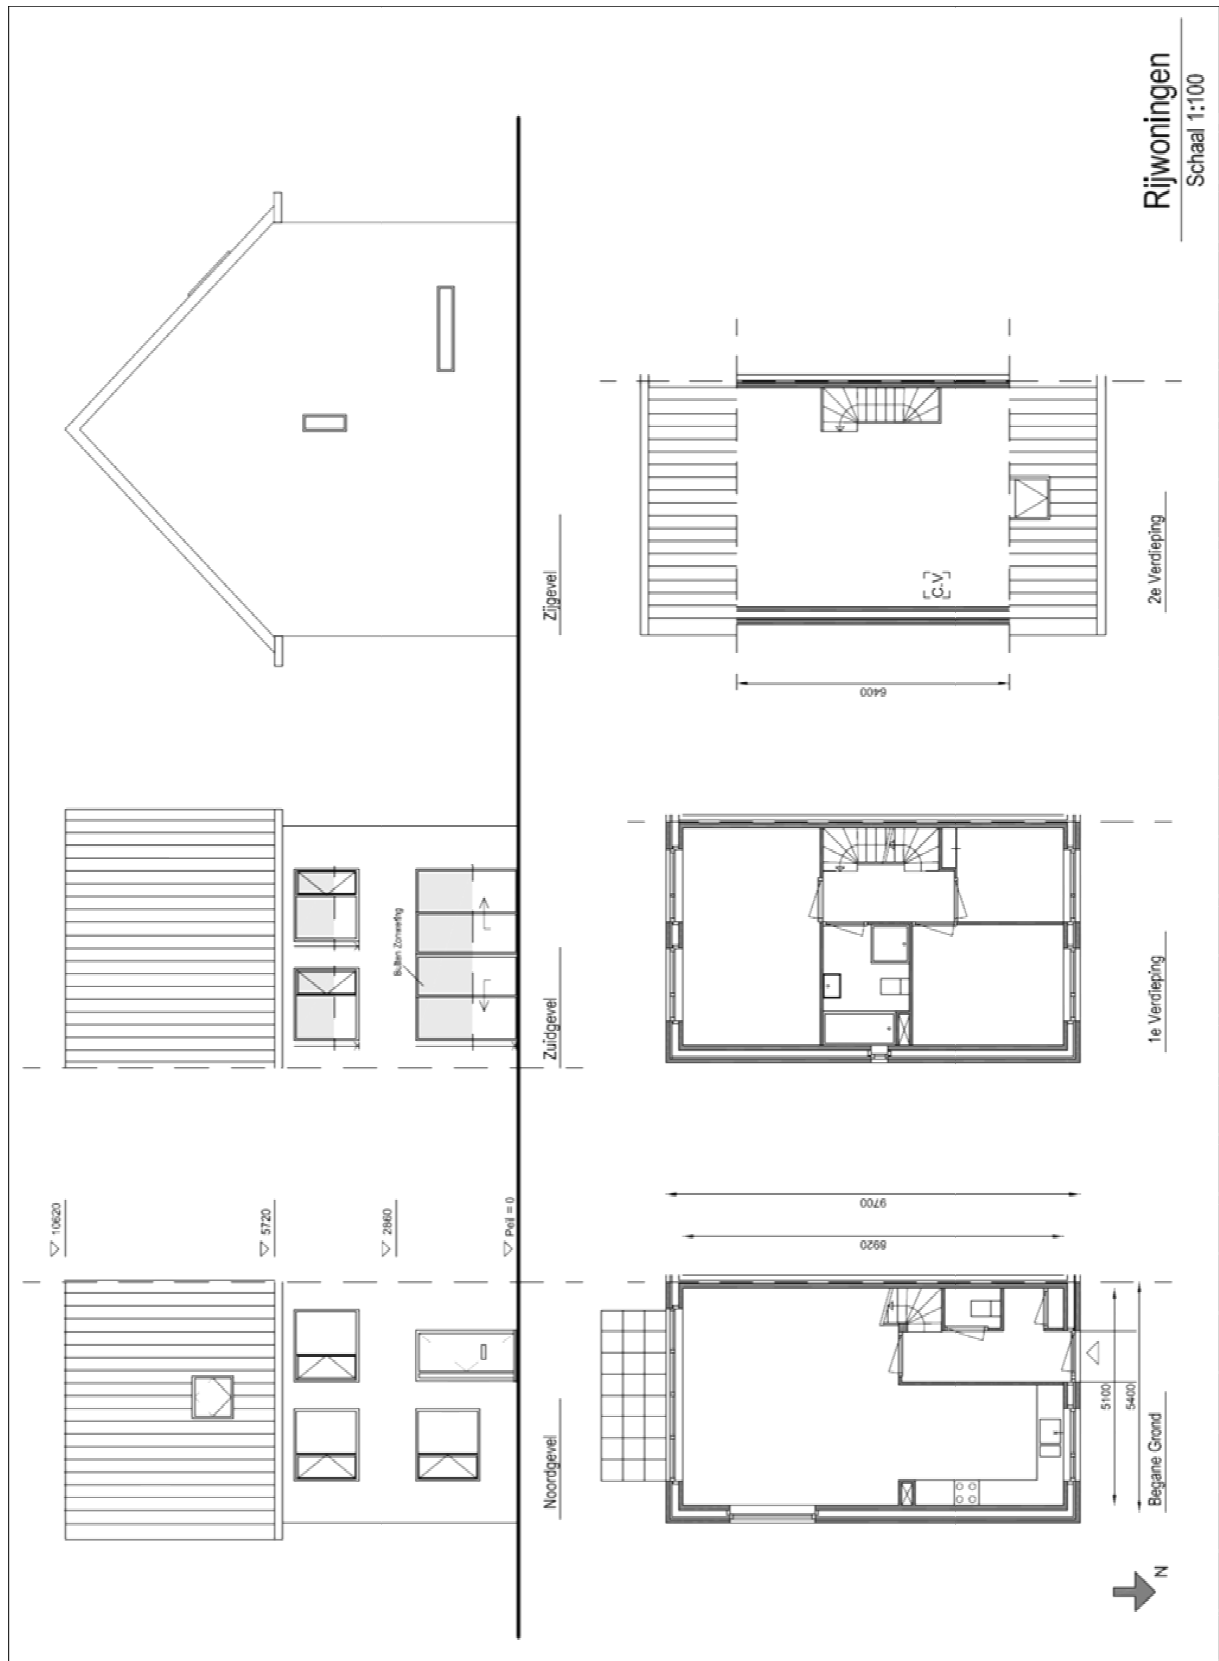 10620
5720
2860
Peil = 0
Buiten Zonwering
Noordgevel
Zuidgevel
Zijgevel
9700
8920
6400
C-V
5100
5400
Begane Grond
1e Verdieping
2e Verdieping
N
Rijwoningen
Schaal 1:100